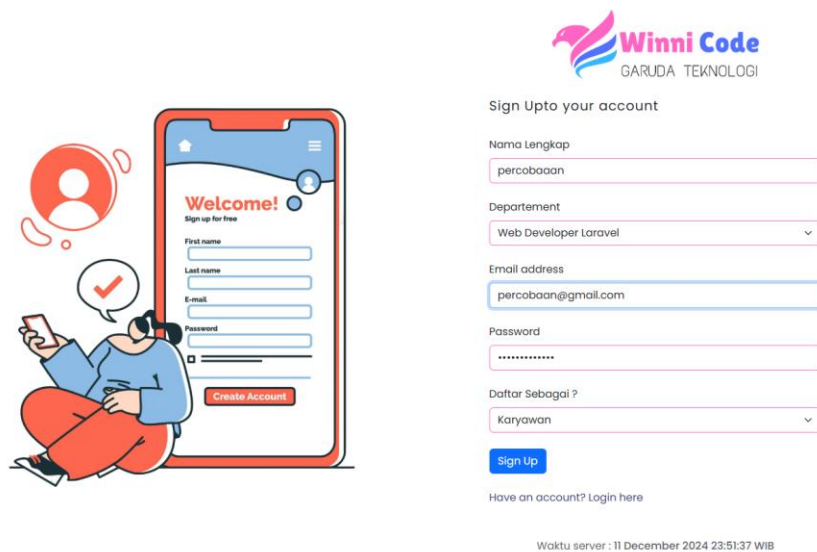 Winni Code
GARUDA TEKNOLOGI
Sign Upto your account
Nama Lengkap
percobaaan
Departement
Web Developer Laravel
Email address
percobaan@gmail.com
Password
•••••••••••••
Daftar Sebagai ?
Karyawan
Sign Up
Have an account? Login here
Waktu server : 11 December 2024 23:51:37 WIB
Welcome!
Sign up for free
First name
Last name
E-mail
Password
Create Account